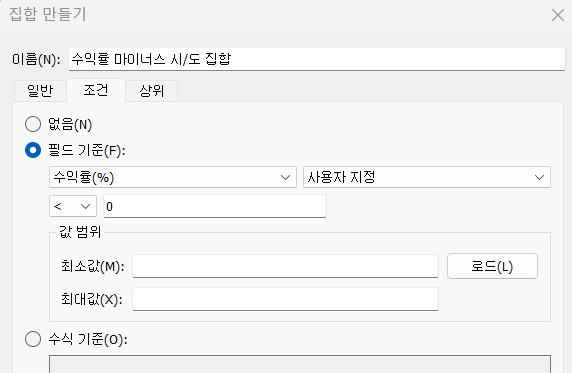 집합 만들기
이름(N): 수익률 마이너스 시/도 집합
일반 조건 상위
없음(N)
필드 기준(F):
수익률(%) 사용자 지정
< 0
값 범위
최소값(M): 로드(L)
최대값(X):
수식 기준(O):